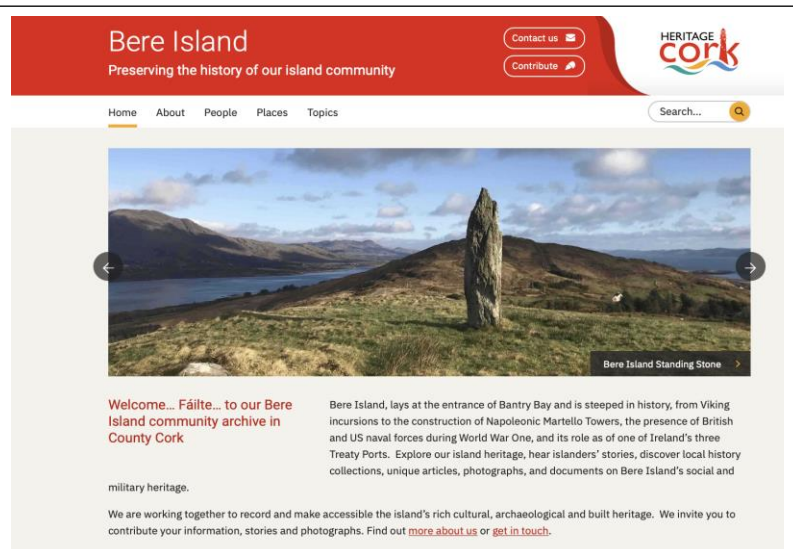 Bere Island
Preserving the history of our island community
Contact us
Contribute
HERITAGE
cork
Home About People Places Topics
Search...
Bere Island Standing Stone
Welcome... Fáilte... to our Bere
Island community archive in
County Cork
Bere Island, lays at the entrance of Bantry Bay and is steeped in history, from Viking
incursions to the construction of Napoleonic Martello Towers, the presence of British
and US naval forces during World War One, and its role as of one of Ireland's three
Treaty Ports. Explore our island heritage, hear islanders' stories, discover local history
collections, unique articles, photographs, and documents on Bere Island's social and
military heritage.
We are working together to record and make accessible the island's rich cultural, archaeological and built heritage. We invite you to
contribute your information, stories and photographs. Find out more about us or get in touch.